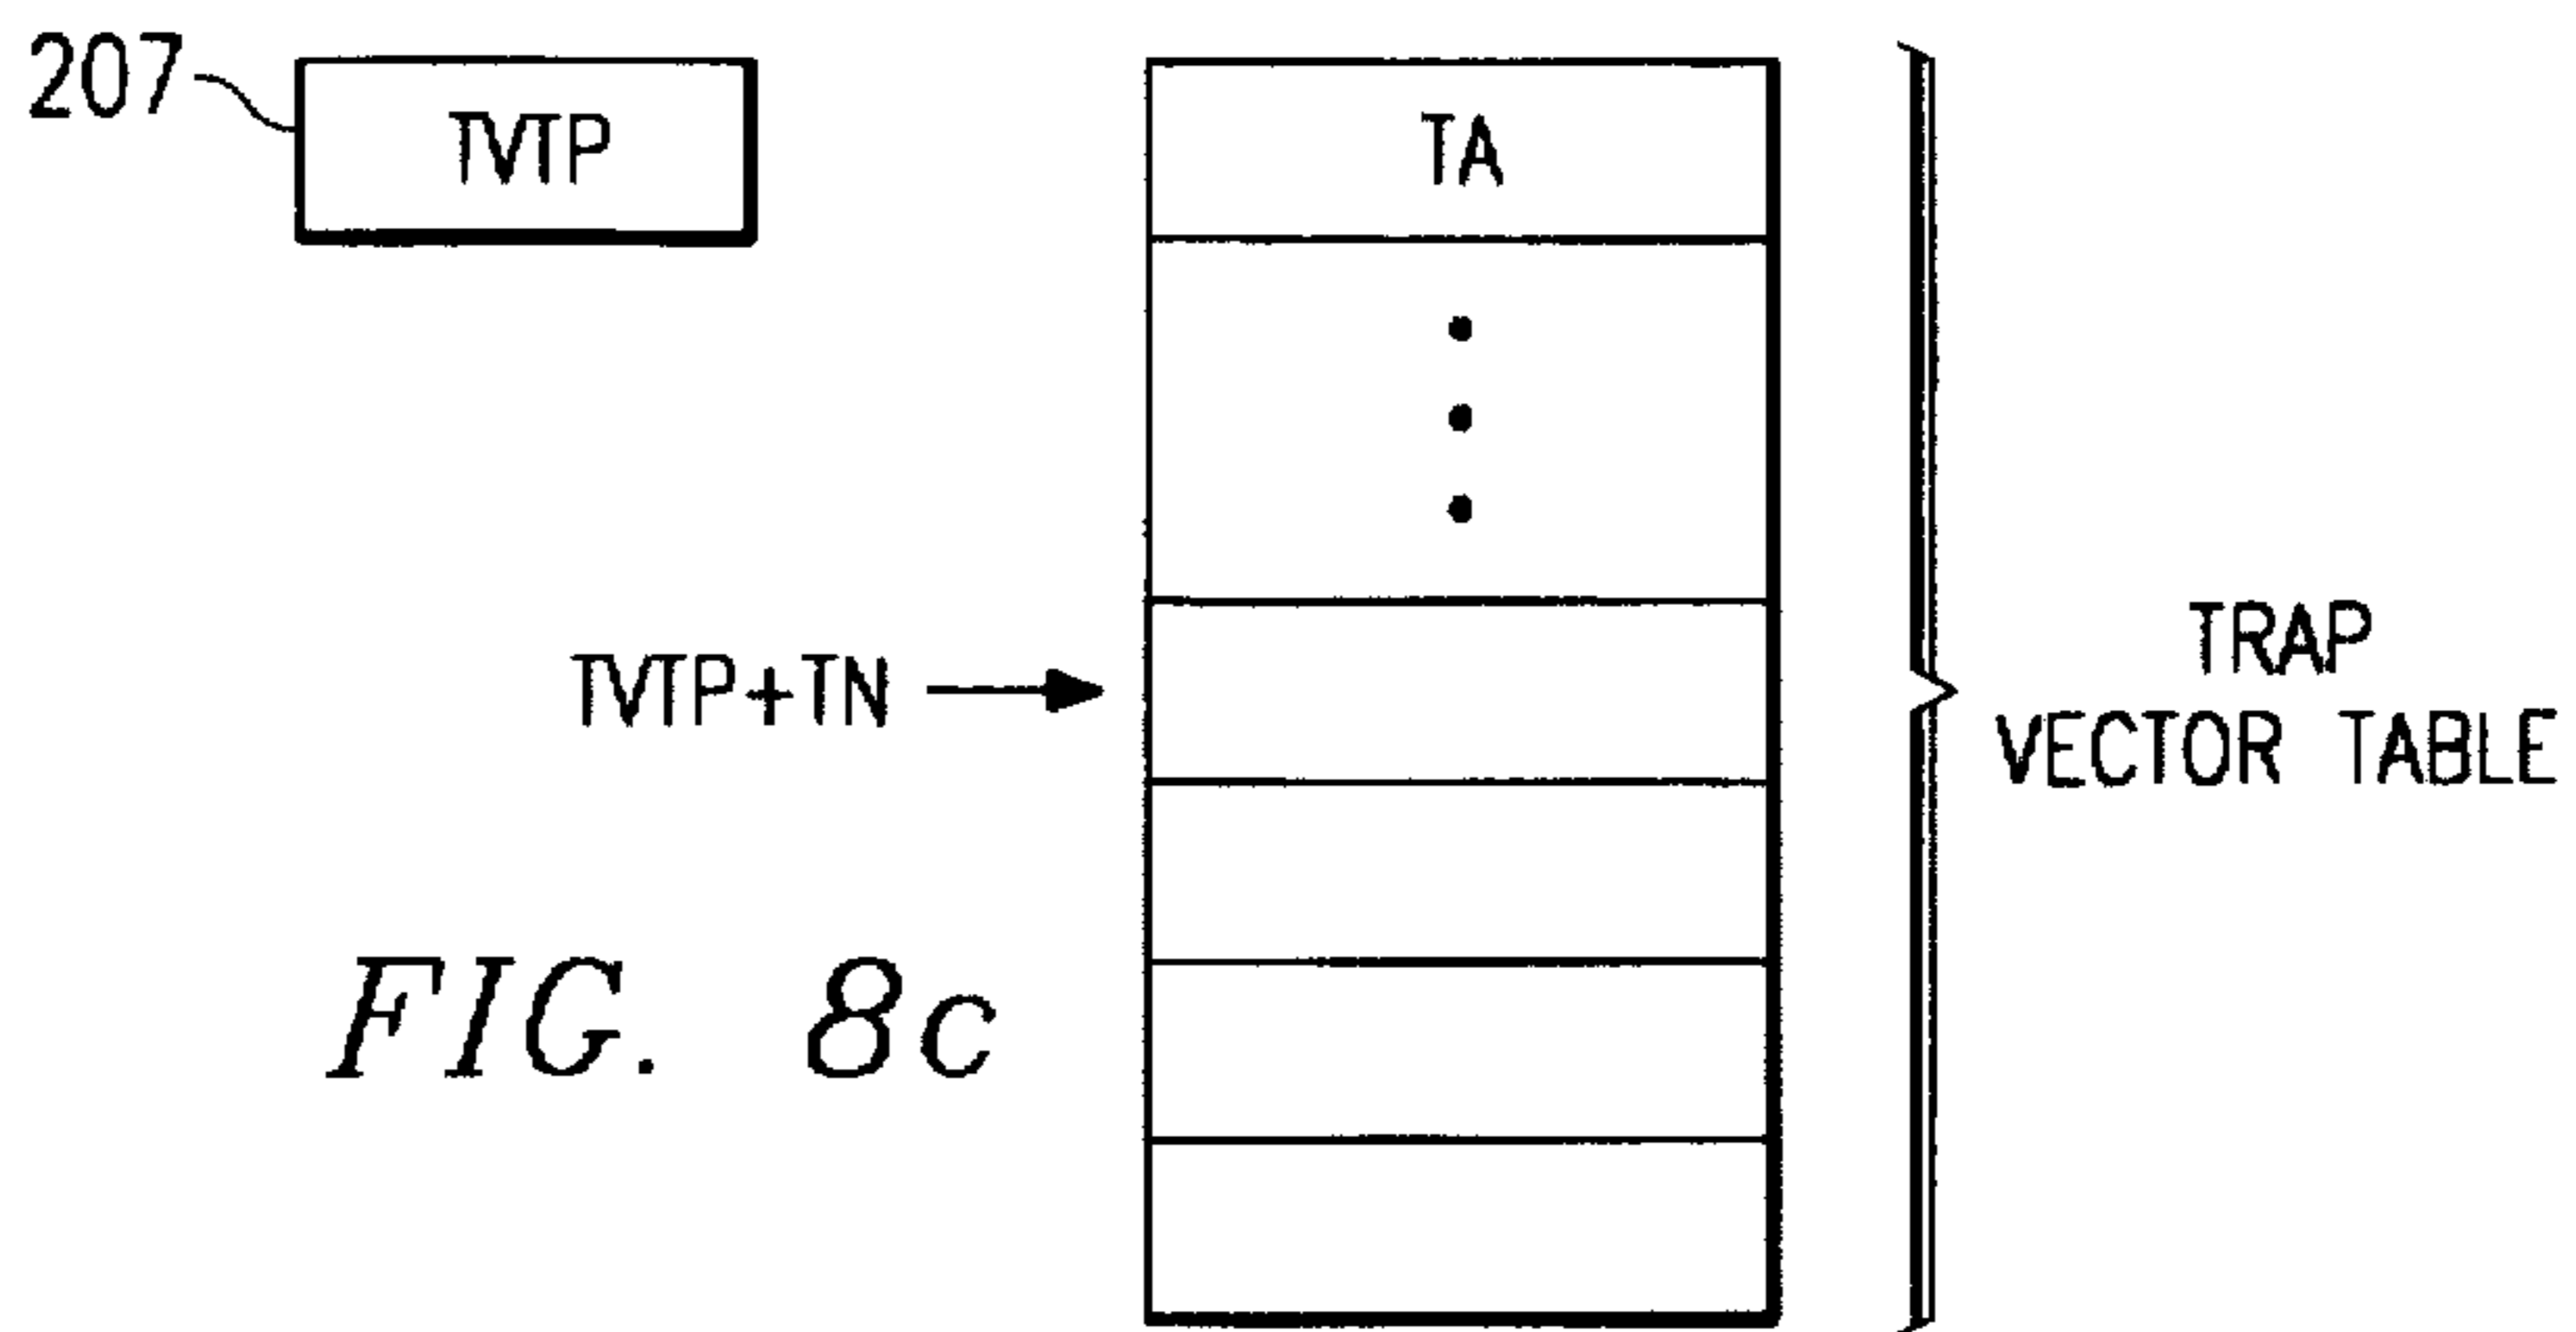 207
TVTP
TA
TVTP+TN
TRAP
VECTOR TABLE
FIG. 8c